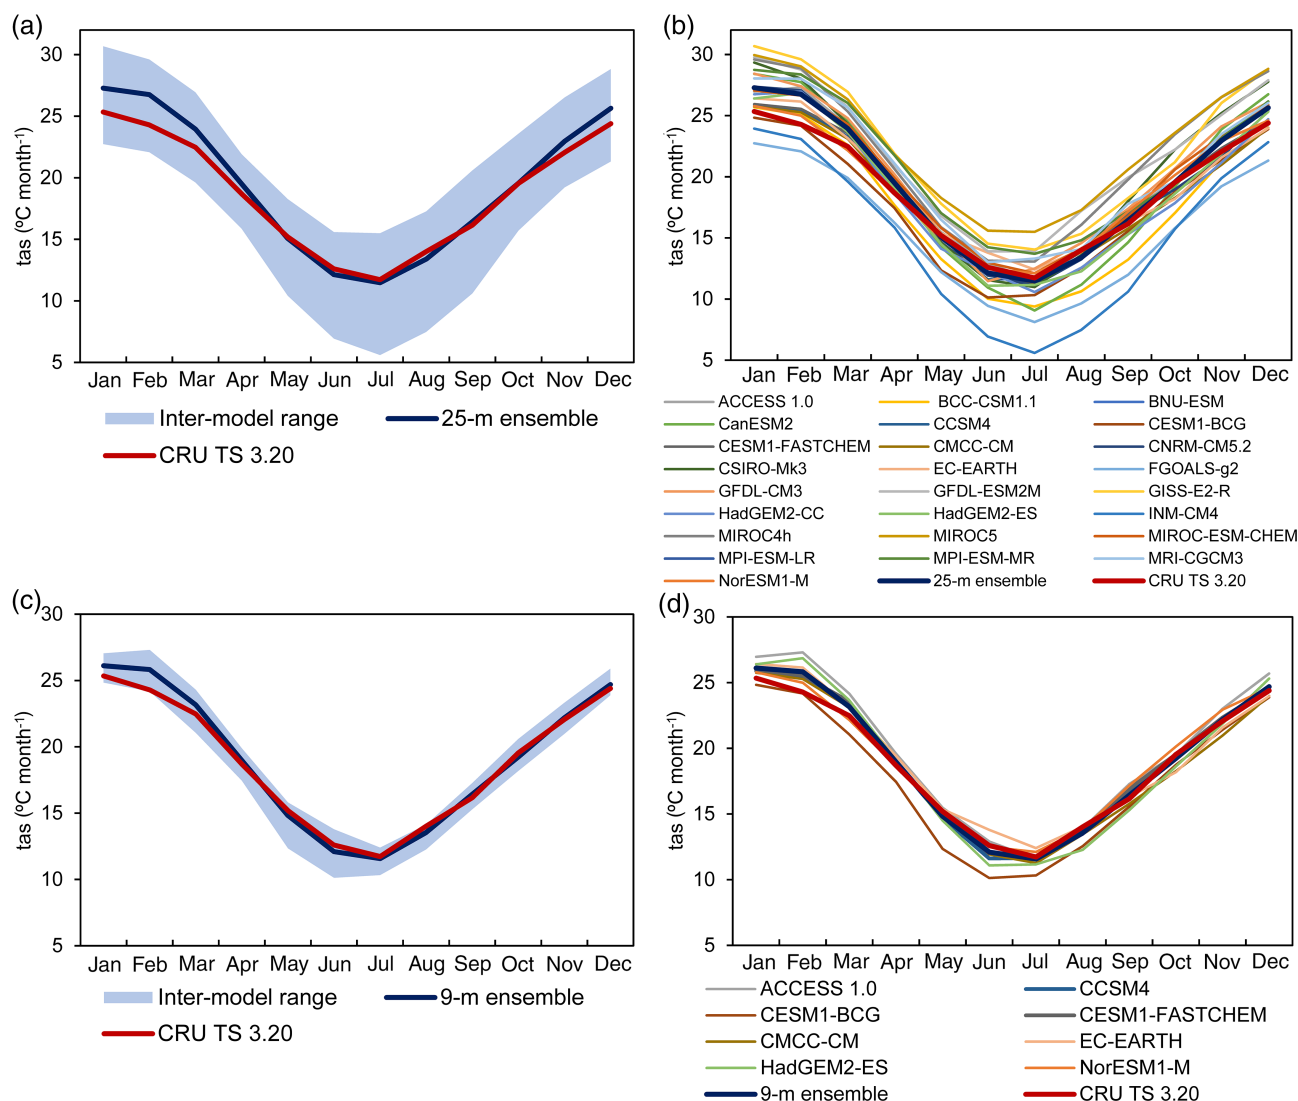 (a)
30
25
20
15
10
5
tas (ºC month⁻¹)
Jan Feb Mar Apr May Jun Jul Aug Sep Oct Nov Dec
Inter-model range 25-m ensemble
CRU TS 3.20
(b)
30
25
20
15
10
5
tas (ºC month⁻¹)
Jan Feb Mar Apr May Jun Jul Aug Sep Oct Nov Dec
ACCESS 1.0 BCC-CSM1.1 BNU-ESM
CanESM2 CCSM4 CESM1-BCG
CESM1-FASTCHEM CMCC-CM CNRM-CM5.2
CSIRO-Mk3 EC-EARTH FGOALS-g2
GFDL-CM3 GFDL-ESM2M GISS-E2-R
HadGEM2-CC HadGEM2-ES INM-CM4
MIROC4h MIROC5 MIROC-ESM-CHEM
MPI-ESM-LR MPI-ESM-MR MRI-CGCM3
NorESM1-M 25-m ensemble CRU TS 3.20
(c)
30
25
20
15
10
5
tas (ºC month⁻¹)
Jan Feb Mar Apr May Jun Jul Aug Sep Oct Nov Dec
Inter-model range 9-m ensemble
CRU TS 3.20
(d)
30
25
20
15
10
5
tas (ºC month⁻¹)
Jan Feb Mar Apr May Jun Jul Aug Sep Oct Nov Dec
ACCESS 1.0 CCSM4
CESM1-BCG CESM1-FASTCHEM
CMCC-CM EC-EARTH
HadGEM2-ES NorESM1-M
9-m ensemble CRU TS 3.20